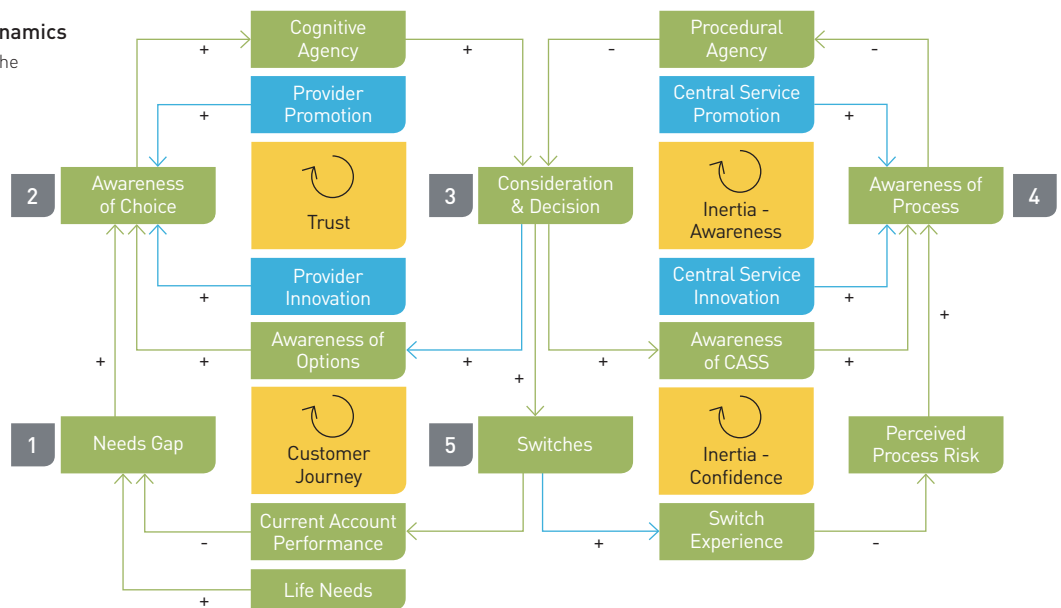 namics
he
Cognitive
Agency
Procedural
Agency
+
+
-
-
Provider
Promotion
Central Service
Promotion
+
+
2
Awareness
of Choice
Trust
3
Consideration
& Decision
Inertia -
Awareness
Awareness of
Process
4
Provider
Innovation
Central Service
Innovation
+
+
+
Awareness of
Options
Awareness
of CASS
+
+
+
+
+
+
1
Needs Gap
Customer
Journey
5
Switches
Inertia -
Confidence
Perceived
Process Risk
Current Account
Performance
Switch
Experience
-
+
-
Life Needs
+